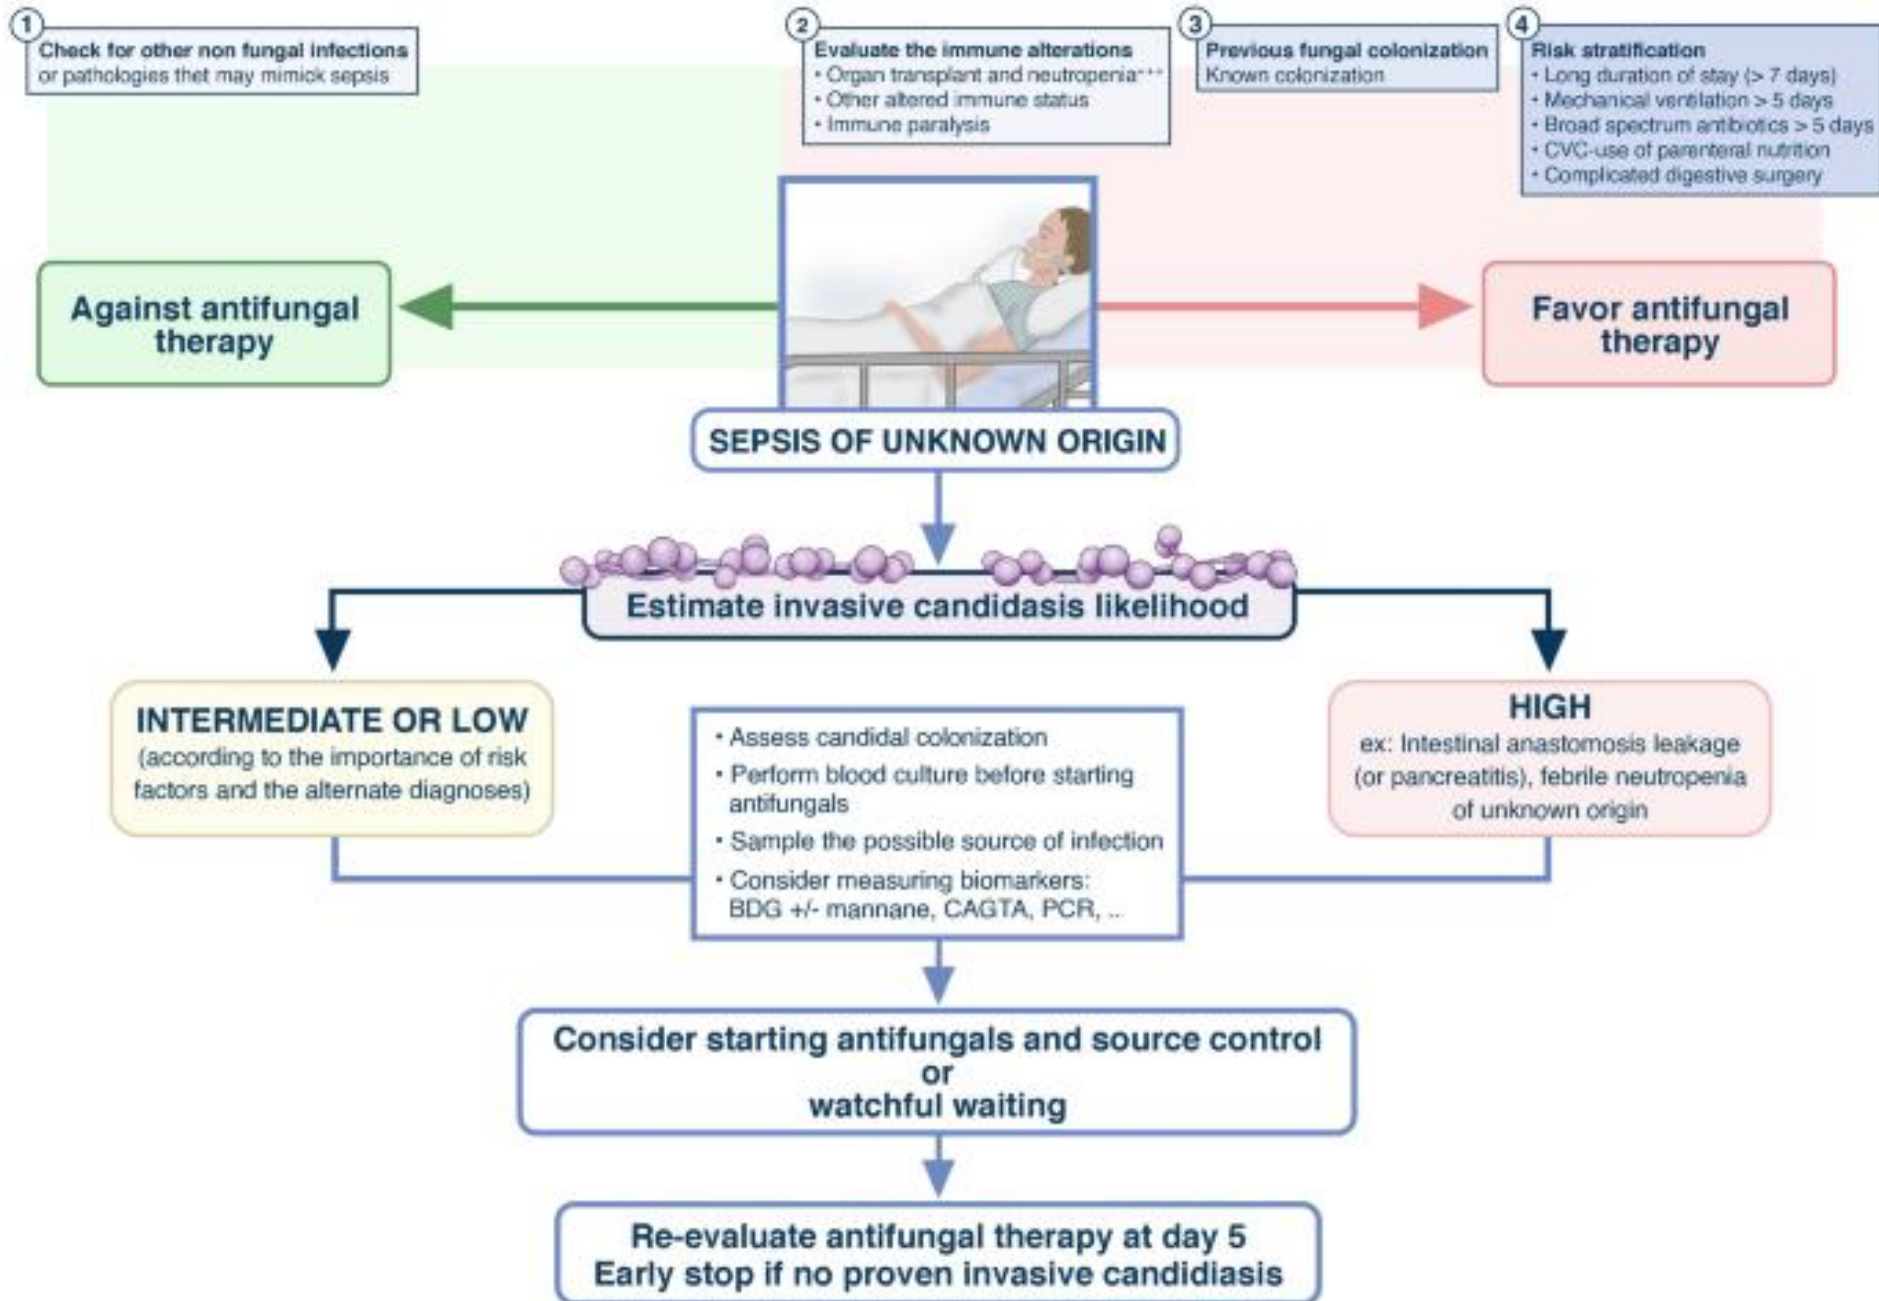 1
Check for other non fungal infections
or pathologies thet may mimick sepsis
2
Evaluate the immune alterations
• Organ transplant and neutropenia+++
• Other altered immune status
• Immune paralysis
3
Previous fungal colonization
Known colonization
4
Risk stratification
• Long duration of stay (> 7 days)
• Mechanical ventilation > 5 days
• Broad spectrum antibiotics > 5 days
• CVC-use of parenteral nutrition
• Complicated digestive surgery
Against antifungal
therapy
Favor antifungal
therapy
SEPSIS OF UNKNOWN ORIGIN
Estimate invasive candidasis likelihood
INTERMEDIATE OR LOW
(according to the importance of risk
factors and the alternate diagnoses)
• Assess candidal colonization
• Perform blood culture before starting
antifungals
• Sample the possible source of infection
• Consider measuring biomarkers:
BDG +/- mannane, CAGTA, PCR, ..
HIGH
ex: Intestinal anastomosis leakage
(or pancreatitis), febrile neutropenia
of unknown origin
Consider starting antifungals and source control
or
watchful waiting
Re-evaluate antifungal therapy at day 5
Early stop if no proven invasive candidiasis